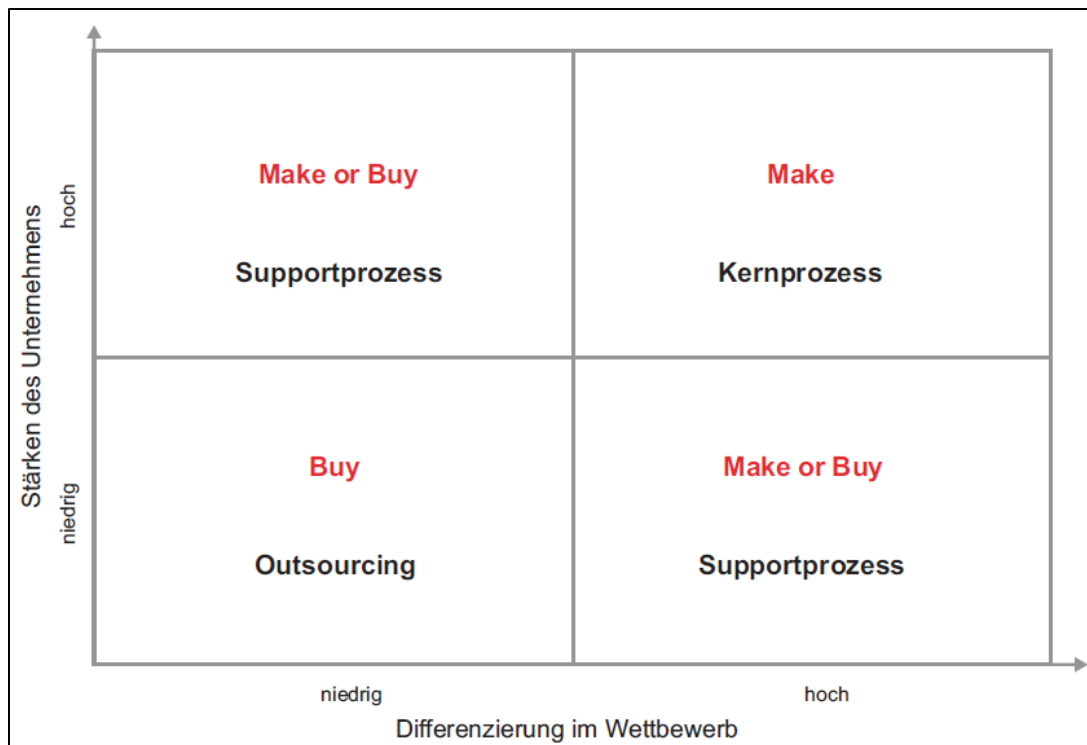 Stärken des Unternehmens
hoch
niedrig
Make or Buy
Supportprozess
Make
Kernprozess
Buy
Outsourcing
Make or Buy
Supportprozess
niedrig
hoch
Differenzierung im Wettbewerb